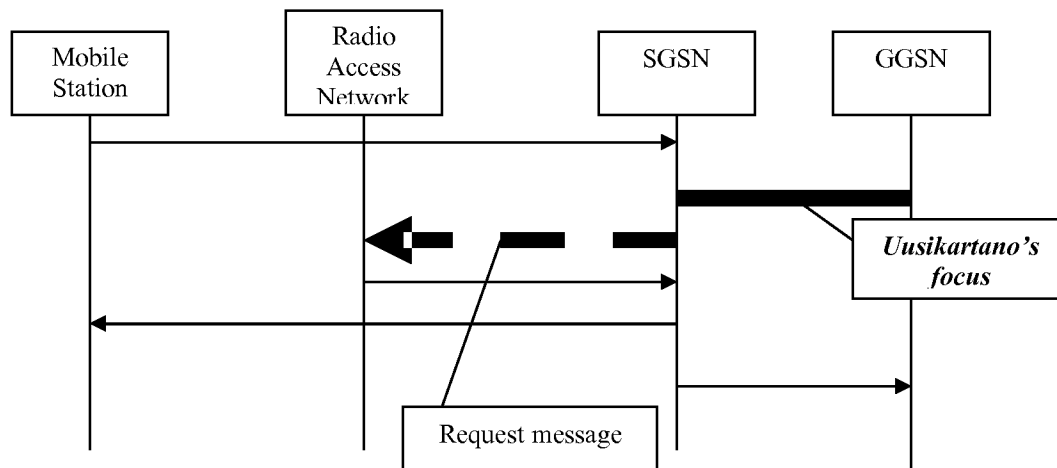 Mobile
Station
Radio
Access
Network
SGSN
GGSN
Uusikartano's
focus
Request message